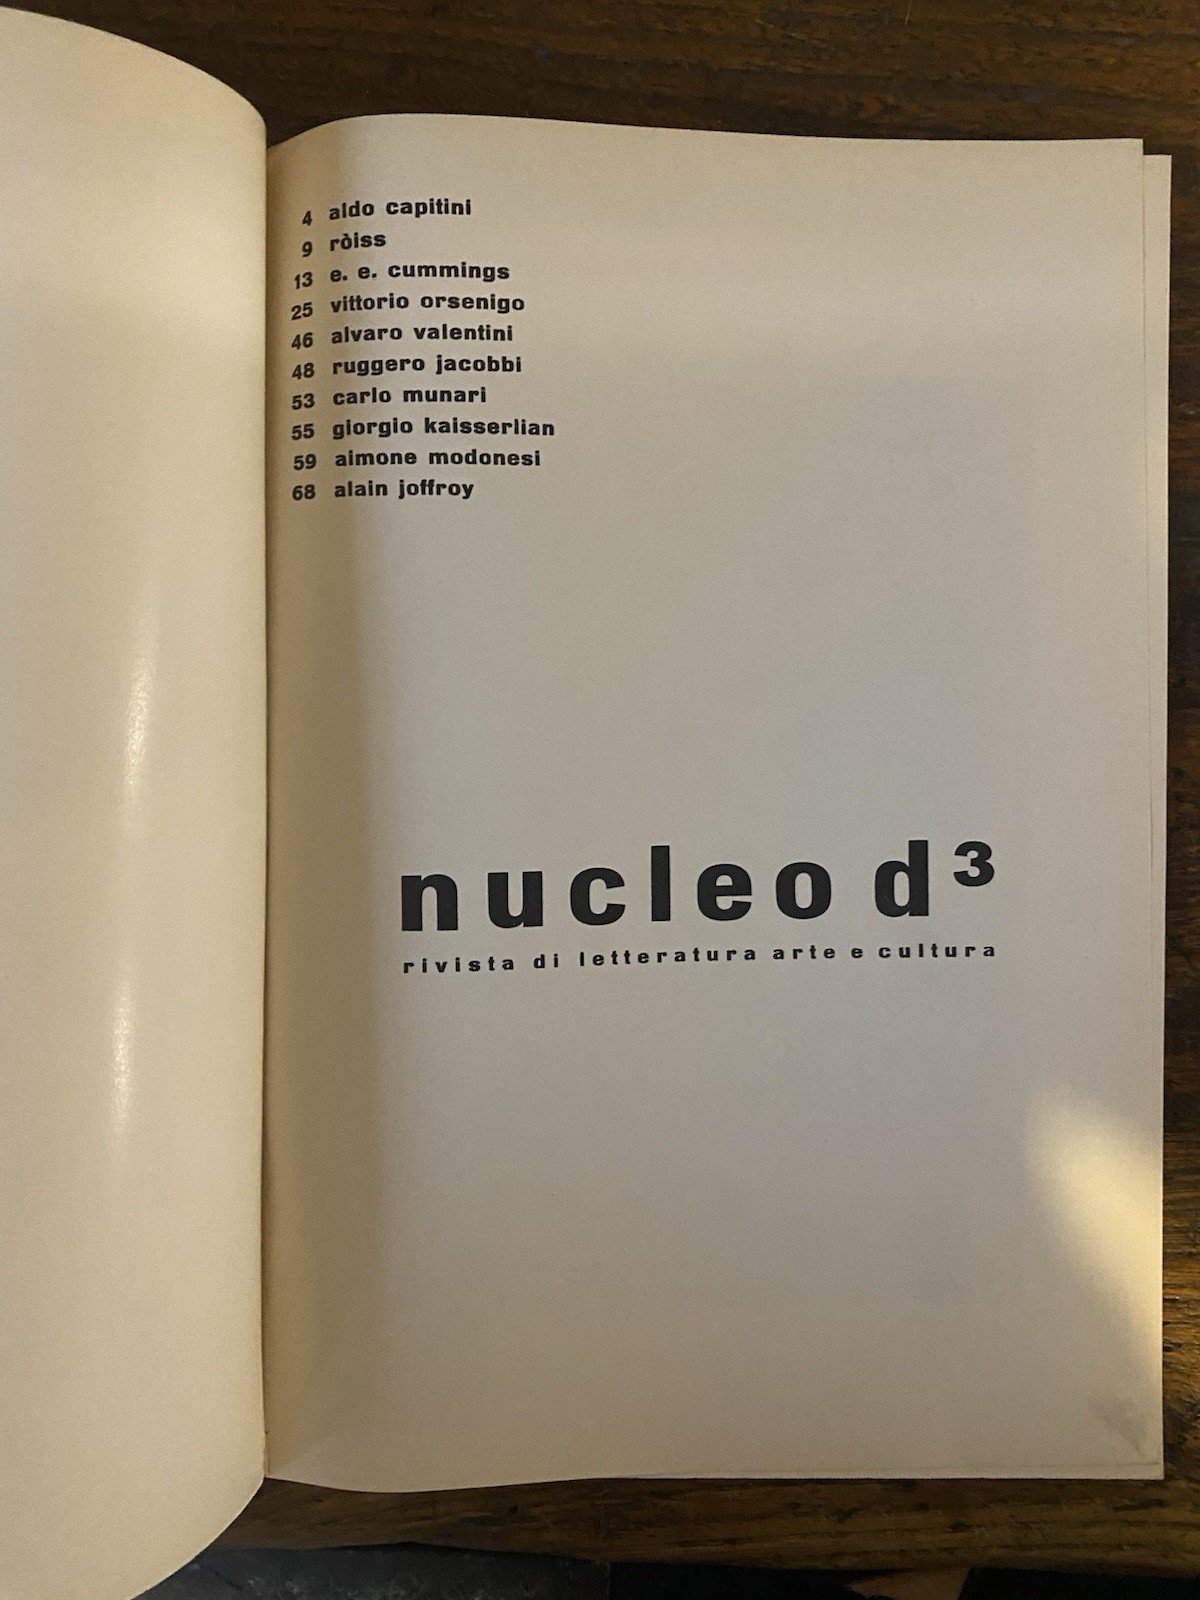 4 aldo capitini
9 ròiss
13 e. e. cummings
25 vittorio orsenigo
46 alvaro valentini
48 ruggero jacobbi
53 carlo munari
55 giorgio kaisserlian
59 aimone modonesi
68 alain joffroy
nucleo d³
rivista di letteratura arte e cultura